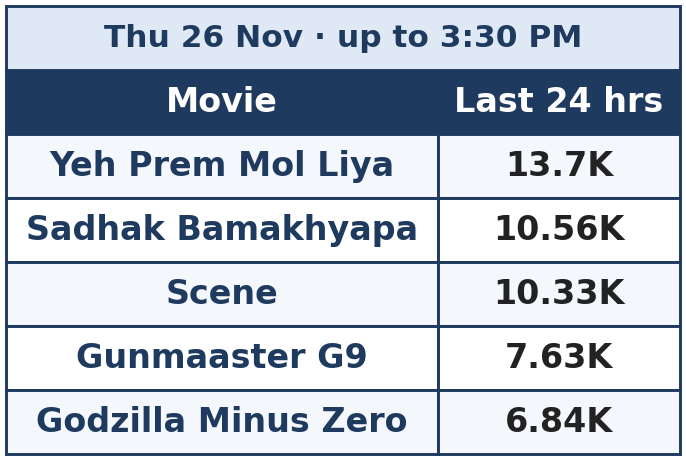 Thu 26 Nov · up to 3:30 PM
Movie Last 24 hrs
Yeh Prem Mol Liya 13.7K
Sadhak Bamakhyapa 10.56K
Scene 10.33K
Gunmaaster G9 7.63K
Godzilla Minus Zero 6.84K